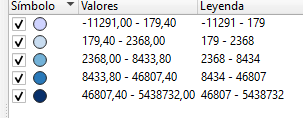 Símbolo Valores Leyenda
-11291,00 - 179,40 -11291 - 179
179,40 - 2368,00 179 - 2368
2368,00 - 8433,80 2368 - 8434
8433,80 - 46807,40 8434 - 46807
46807,40 - 5438732,00 46807 - 5438732